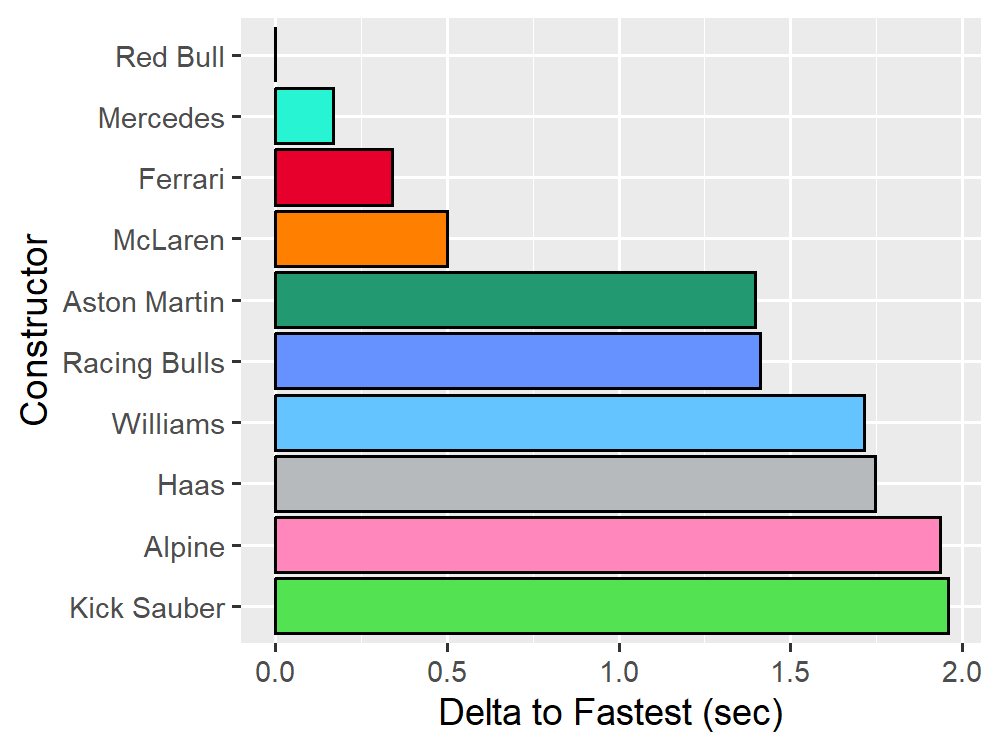 Red Bull
Mercedes
Ferrari
McLaren
Aston Martin
Racing Bulls
Williams
Haas
Alpine
Kick Sauber
Constructor
0.0 0.5 1.0 1.5 2.0
Delta to Fastest (sec)